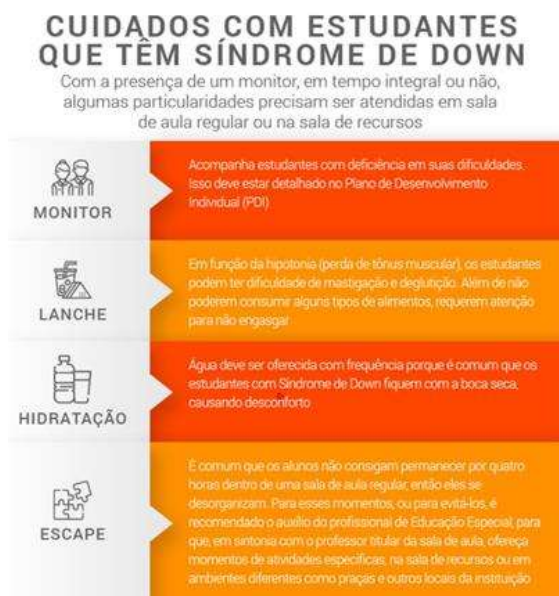 CUIDADOS COM ESTUDANTES
QUE TÊM SÍNDROME DE DOWN
Com a presença de um monitor, em tempo integral ou não,
algumas particularidades precisam ser atendidas em sala
de aula regular ou na sala de recursos
MONITOR
Acompanha estudantes com deficiência em suas dificuldades.
Isso deve estar detalhado no Plano de Desenvolvimento
Individual (PDI)
LANCHE
Em função da hipotonia (perda de tônus muscular), os estudantes
podem ter dificuldade de mastigação e deglutição. Além de não
poderem consumir alguns tipos de alimentos, requerem atenção
para não engasgar
HIDRATAÇÃO
Água deve ser oferecida com frequência porque é comum que os
estudantes com Síndrome de Down fiquem com a boca seca,
causando desconforto
ESCAPE
É comum que os alunos não consigam permanecer por quatro
horas dentro de uma sala de aula regular, então eles se
desorganizam. Para esses momentos, ou para evitá-los, é
recomendado o auxílio do profissional de Educação Especial, para
que, em sintonia com o professor titular da sala de aula, ofereça
momentos de atividades específicas, na sala de recursos ou em
ambientes diferentes como praças e outros locais da instituição